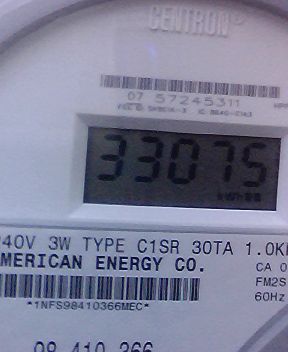 CENTRON®
07 57245311
33075
kWh
240V 3W TYPE C1SR 30TA 1.0K
MERICAN ENERGY CO.
CA 0
FM2S
60Hz
*1NFS98410366MEC*
98 410 366